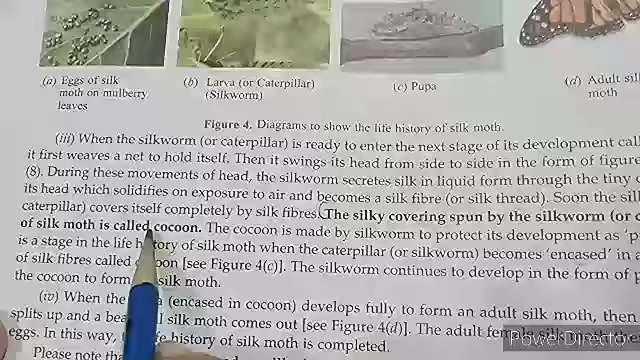 (a) Eggs of silk
moth on mulberry
leaves
(b) Larva (or Caterpillar)
(Silkworm)
(c) Pupa
(d) Adult
moth
Figure 4. Diagrams to show the life history of silk moth.
(iii) When the silkworm (or caterpillar) is ready to enter the next stage of its development
it first weaves a net to hold itself. Then it swings its head from side to side in the form of
(8). During these movements of head, the silkworm secretes silk in liquid form through the tiny
its head which solidifies on exposure to air and becomes a silk fibre (or silk thread). Soon the
caterpillar) covers itself completely by silk fibres. The silky covering spun by the silkworm (or
of silk moth is called cocoon. The cocoon is made by silkworm to protect its development as
is a stage in the life of silk moth when the caterpillar (or silkworm) becomes 'encased' in
of silk fibres called [see Figure 4(c)]. The silkworm continues to develop in the form of
the cocoon to form silk moth.
(iv) When the (encased in cocoon) develops fully to form an adult silk moth, then
splits up and a silk moth comes out [see Figure 4(d)]. The adult female silk moth
eggs. In this way, life history of silk moth is completed.
Please note
PowerDirector